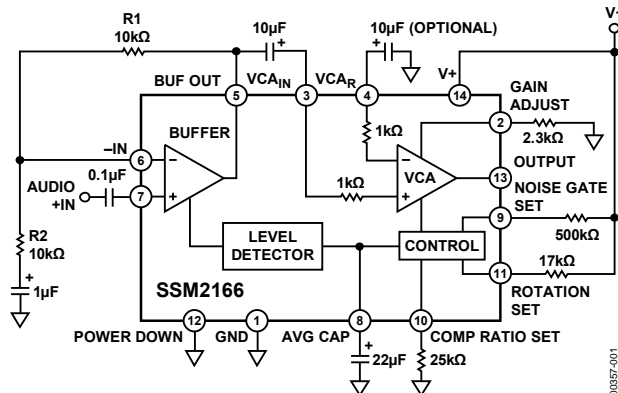 R1
10kΩ
10µF
+
10µF (OPTIONAL)
+
V+
BUF OUT
VCAIN
VCAR
V+
GAIN
ADJUST
5
3
4
14
BUFFER
1kΩ
2
2.3kΩ
–IN
6
−
−
OUTPUT
0.1µF
AUDIO
+IN
7
+
1kΩ
+
VCA
13
NOISE GATE
SET
9
500kΩ
R2
10kΩ
LEVEL
DETECTOR
CONTROL
17kΩ
11
+
1µF
SSM2166
ROTATION
SET
POWER DOWN
12
GND
1
AVG CAP
8
10
COMP RATIO SET
+
22µF
25kΩ
00357-001